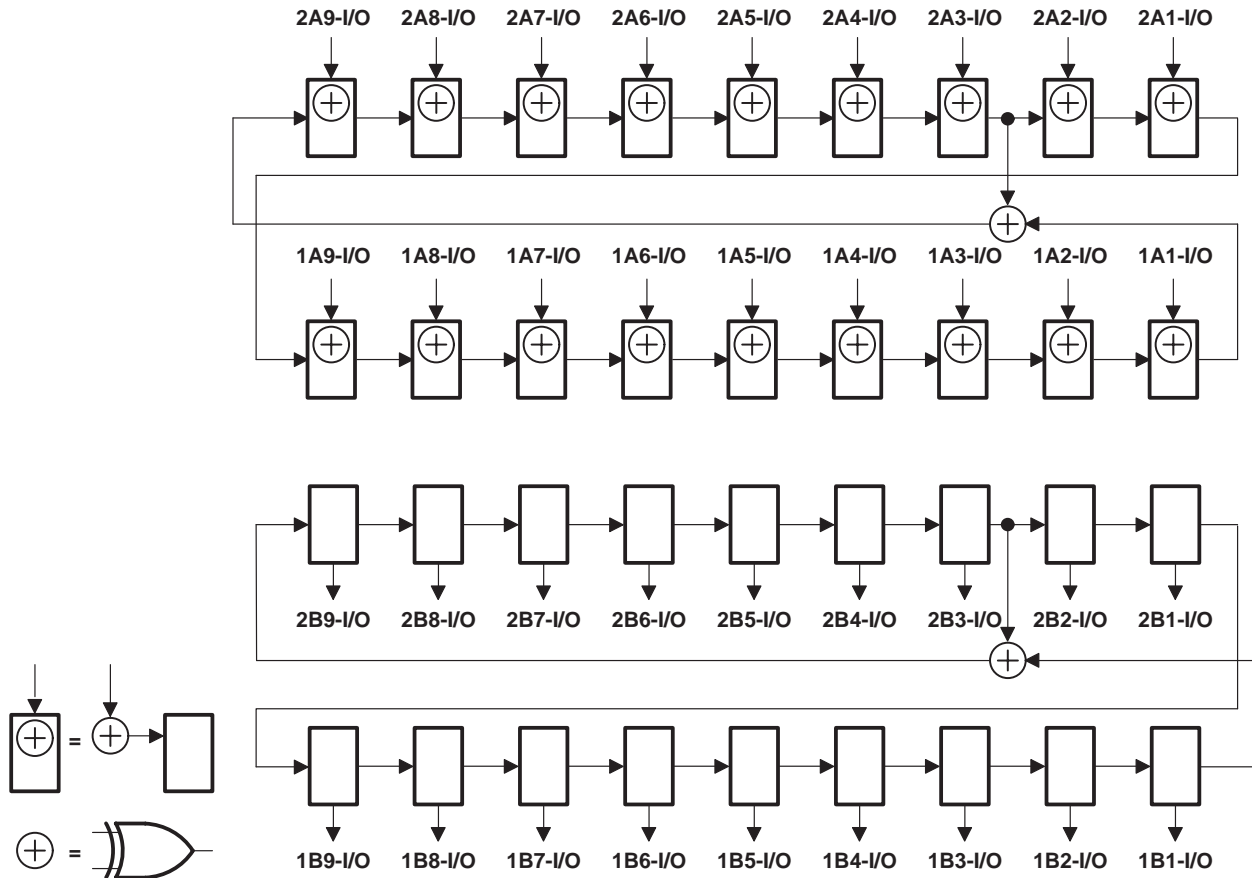 2A9-I/O 2A8-I/O 2A7-I/O 2A6-I/O 2A5-I/O 2A4-I/O 2A3-I/O 2A2-I/O 2A1-I/O
1A9-I/O 1A8-I/O 1A7-I/O 1A6-I/O 1A5-I/O 1A4-I/O 1A3-I/O 1A2-I/O 1A1-I/O
2B9-I/O 2B8-I/O 2B7-I/O 2B6-I/O 2B5-I/O 2B4-I/O 2B3-I/O 2B2-I/O 2B1-I/O
=
=
1B9-I/O 1B8-I/O 1B7-I/O 1B6-I/O 1B5-I/O 1B4-I/O 1B3-I/O 1B2-I/O 1B1-I/O